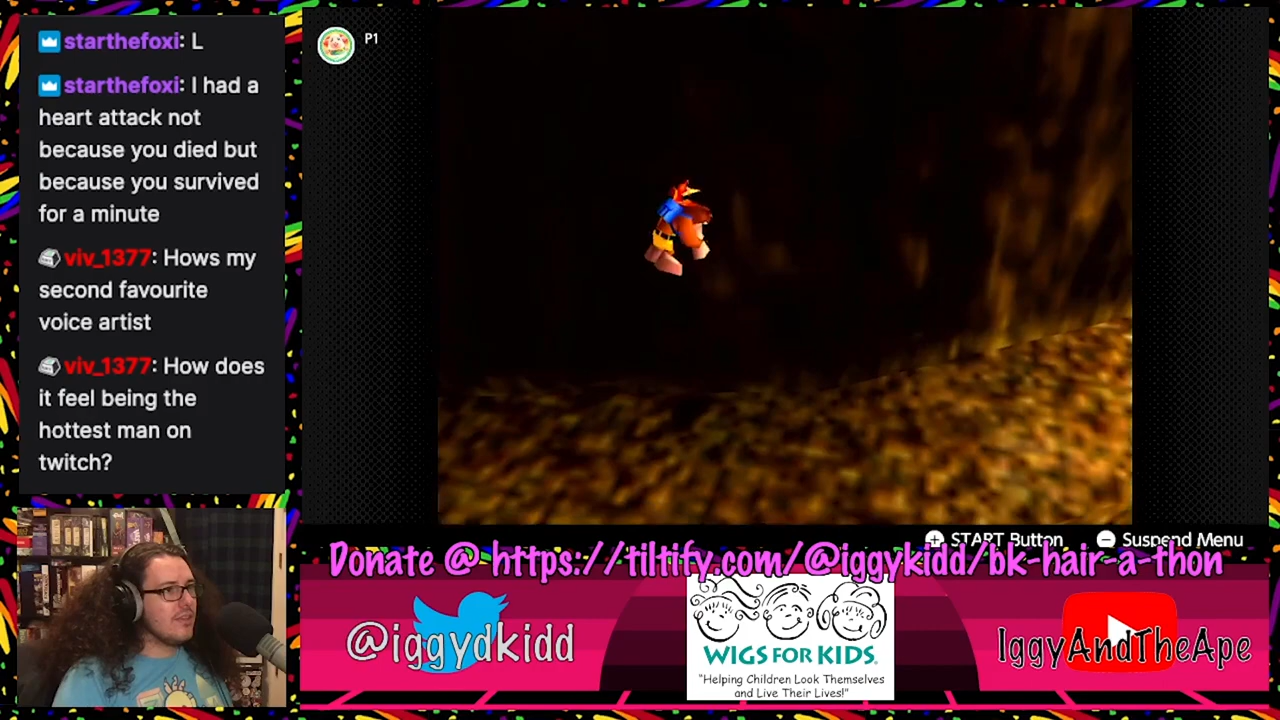 starthefoxi: L
starthefoxi: I had a
heart attack not
because you died but
because you survived
for a minute
viv_1377: Hows my
second favourite
voice artist
viv_1377: How does
it feel being the
hottest man on
twitch?
P1
START Button
Suspend Menu
Donate @ https://tiltify.com/@iggykidd/bk-hair-a-thon
@iggydkidd
WIGS FOR KIDS.
"Helping Children Look Themselves
and Live Their Lives!"
IggyAndTheApe